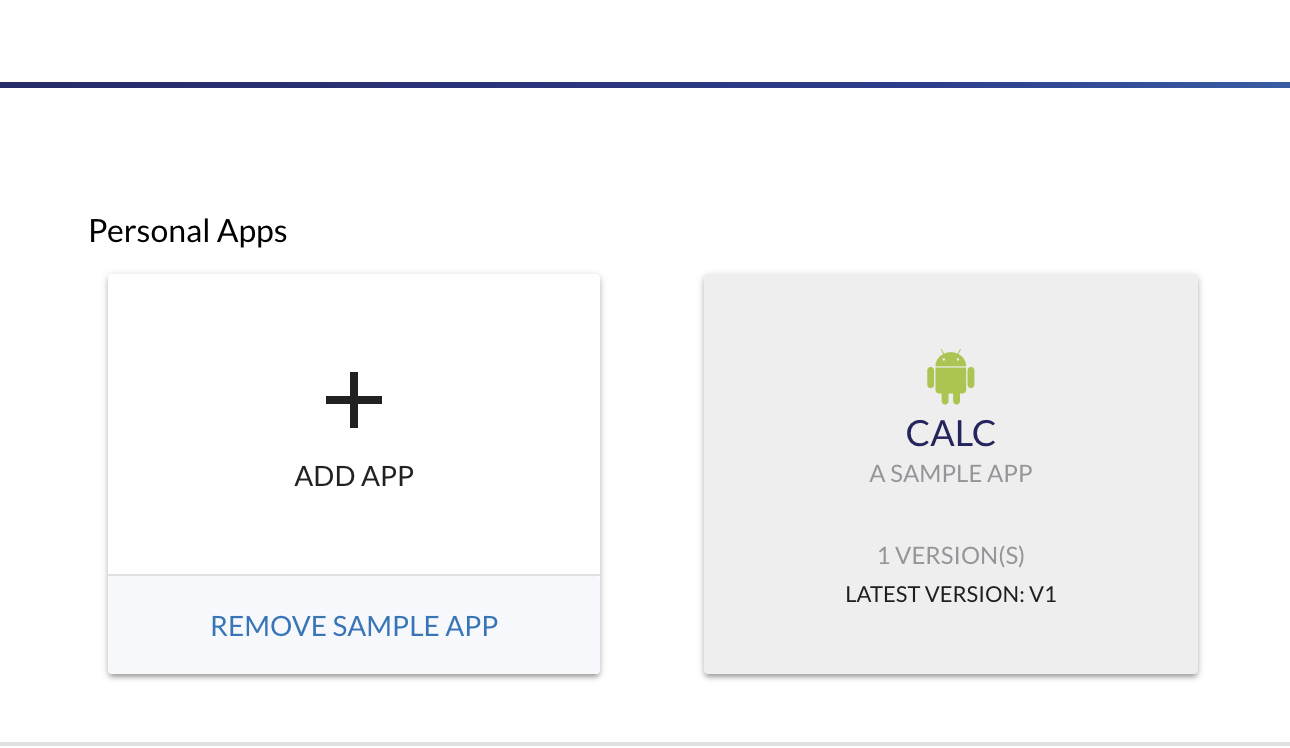 Personal Apps
ADD APP
REMOVE SAMPLE APP
CALC
A SAMPLE APP
1 VERSION(S)
LATEST VERSION: V1